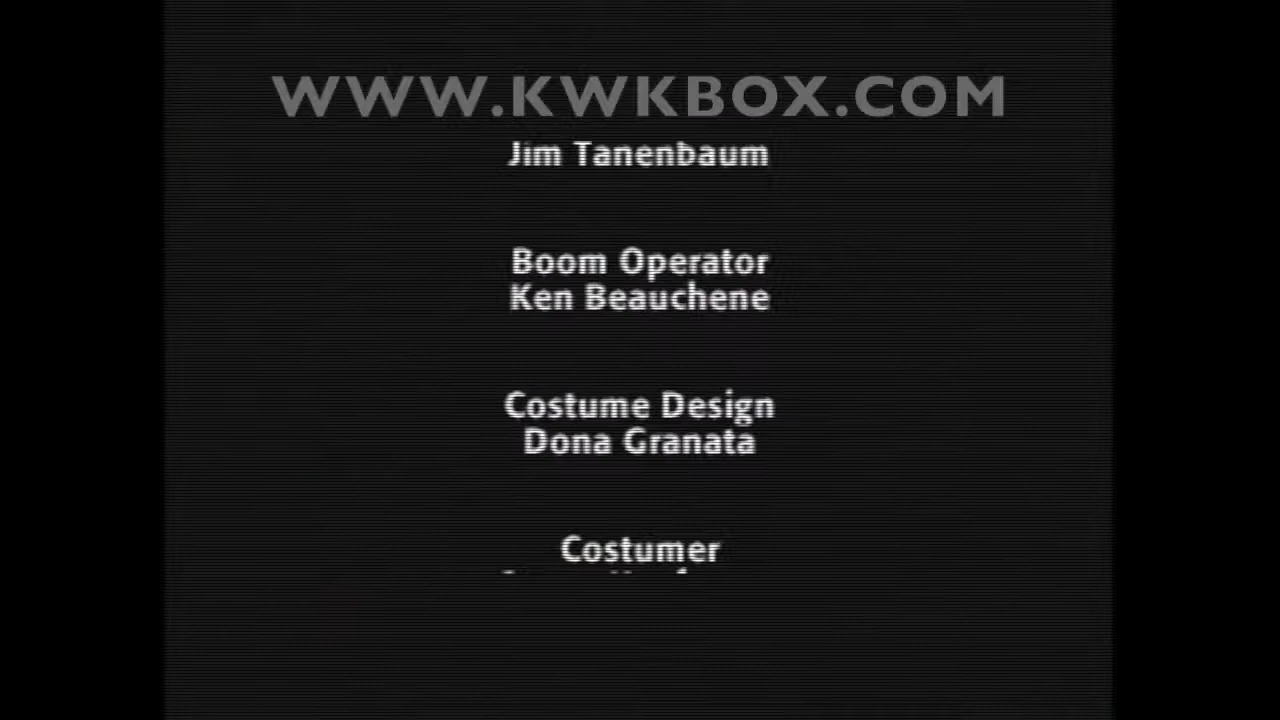 WWW.KWKBOX.COM
Jim Tanenbaum
Boom Operator
Ken Beauchene
Costume Design
Dona Granata
Costumer